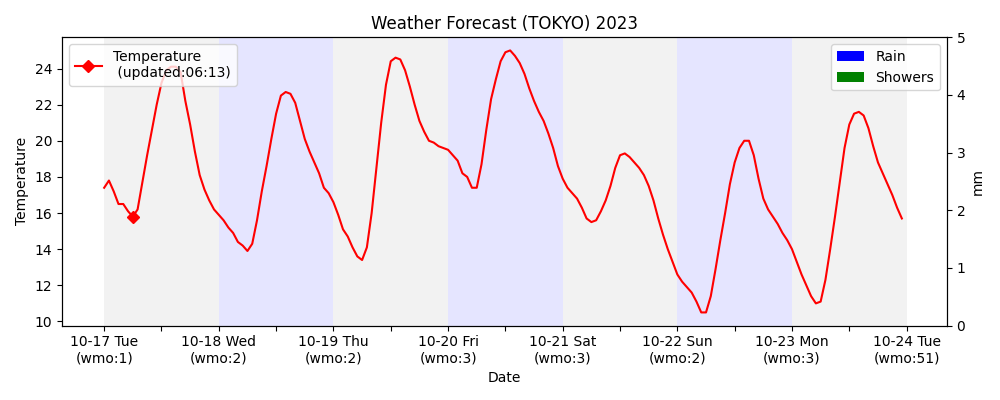 Weather Forecast (TOKYO) 2023
Temperature
(updated:06:13)
Rain
Showers
24
22
20
18
16
14
12
10
Temperature
5
4
3
2
1
0
mm
10-17 Tue
(wmo:1)
10-18 Wed
(wmo:2)
10-19 Thu
(wmo:2)
10-20 Fri
(wmo:3)
10-21 Sat
(wmo:3)
10-22 Sun
(wmo:2)
10-23 Mon
(wmo:3)
10-24 Tue
(wmo:51)
Date